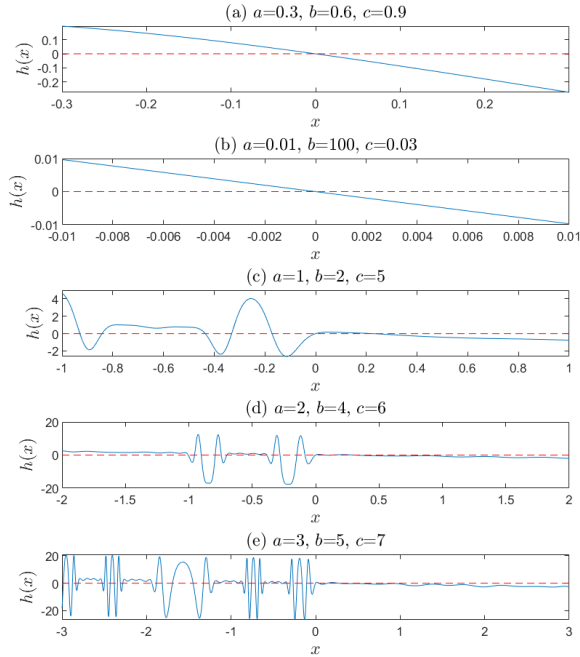 (a) a=0.3, b=0.6, c=0.9
h(x)
0.1
0
-0.1
-0.2
-0.3 -0.2 -0.1 0 0.1 0.2
x
(b) a=0.01, b=100, c=0.03
h(x)
0.01
0
-0.01
-0.01 -0.008 -0.006 -0.004 -0.002 0 0.002 0.004 0.006 0.008 0.01
x
(c) a=1, b=2, c=5
h(x)
4
2
0
-2
-1 -0.8 -0.6 -0.4 -0.2 0 0.2 0.4 0.6 0.8 1
x
(d) a=2, b=4, c=6
h(x)
20
0
-20
-2 -1.5 -1 -0.5 0 0.5 1 1.5 2
x
(e) a=3, b=5, c=7
h(x)
20
0
-20
-3 -2 -1 0 1 2 3
x